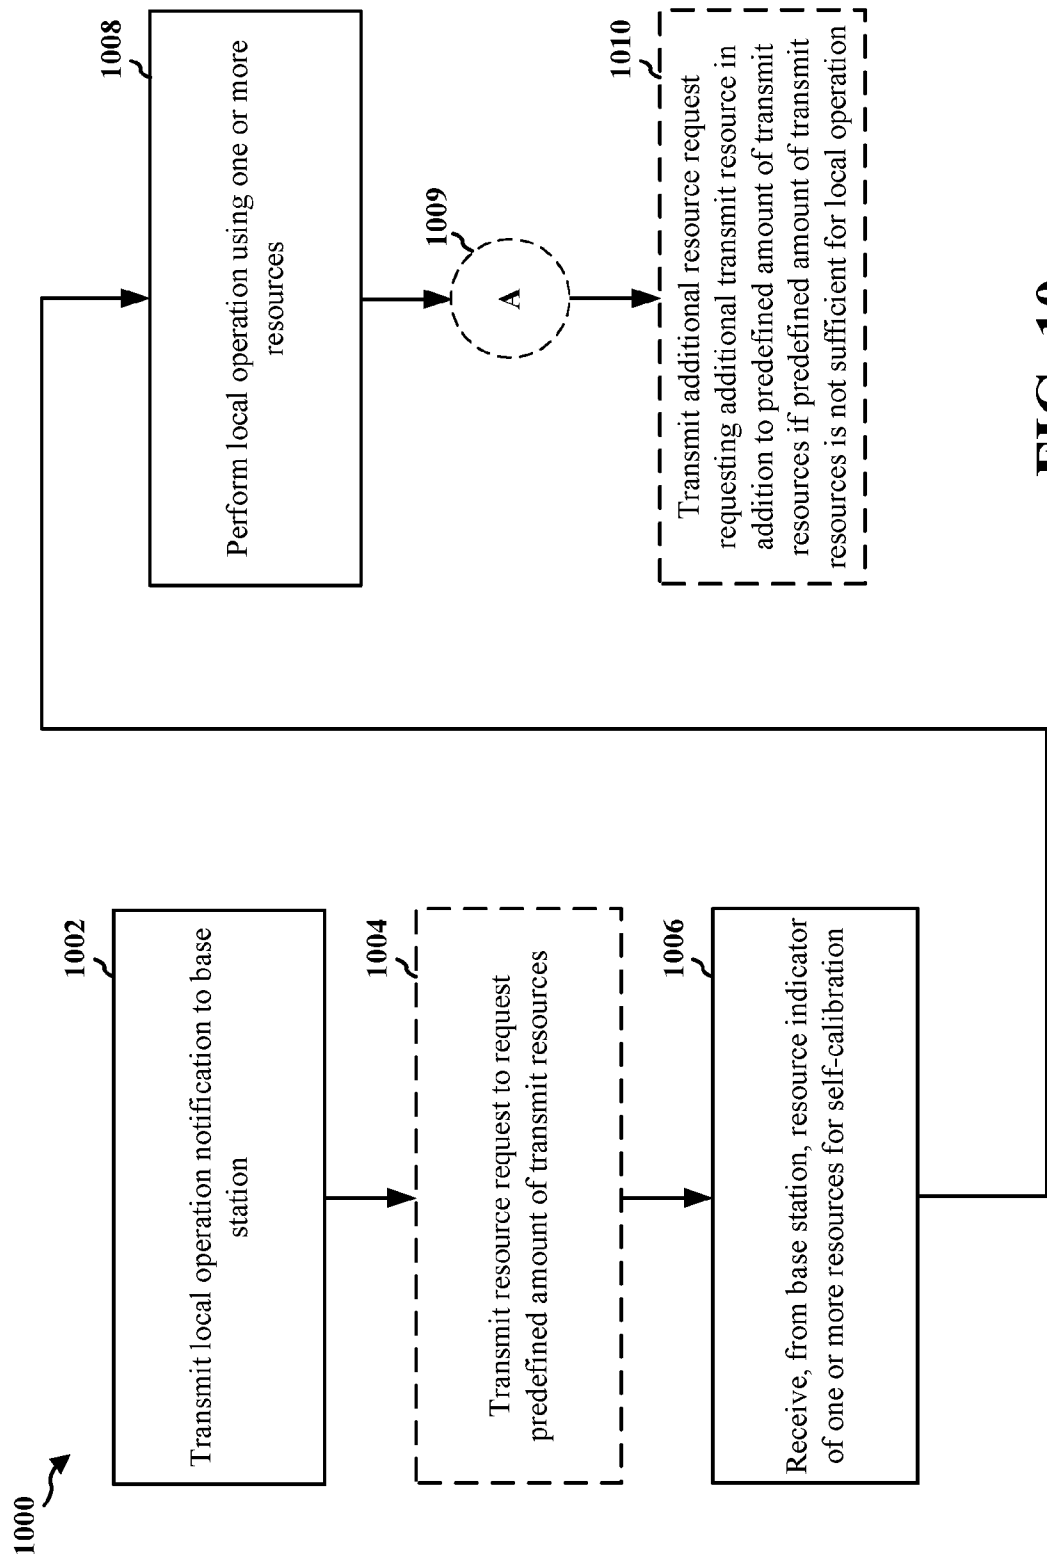 1000
1002
Transmit local operation notification to base
station
1004
Transmit resource request to request
predefined amount of transmit resources
1006
Receive, from base station, resource indicator
of one or more resources for self-calibration
1008
Perform local operation using one or more
resources
1009
A
1010
Transmit additional resource request
requesting additional transmit resource in
addition to predefined amount of transmit
resources if predefined amount of transmit
resources is not sufficient for local operation
FIG. 10